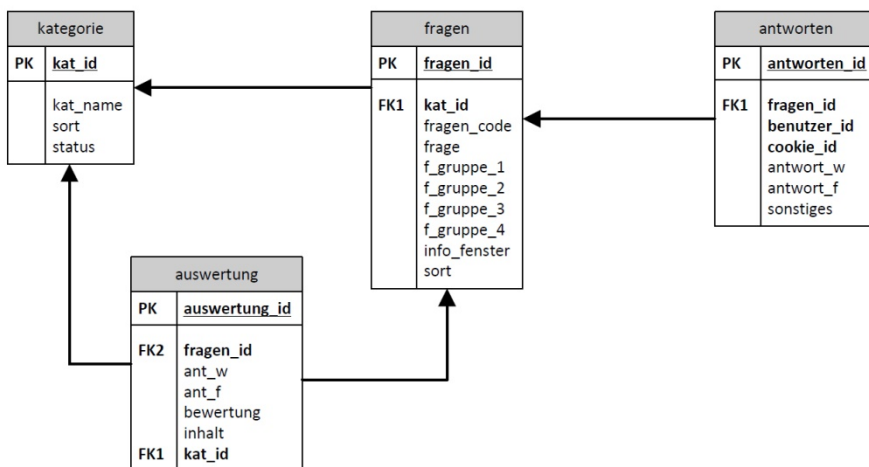 kategorie
PK kat_id
kat_name
sort
status
fragen
PK fragen_id
FK1 kat_id
fragen_code
frage
f_gruppe_1
f_gruppe_2
f_gruppe_3
f_gruppe_4
info_fenster
sort
antworten
PK antworten_id
FK1 fragen_id
benutzer_id
cookie_id
antwort_w
antwort_f
sonstiges
auswertung
PK auswertung_id
FK2 fragen_id
ant_w
ant_f
bewertung
inhalt
FK1 kat_id